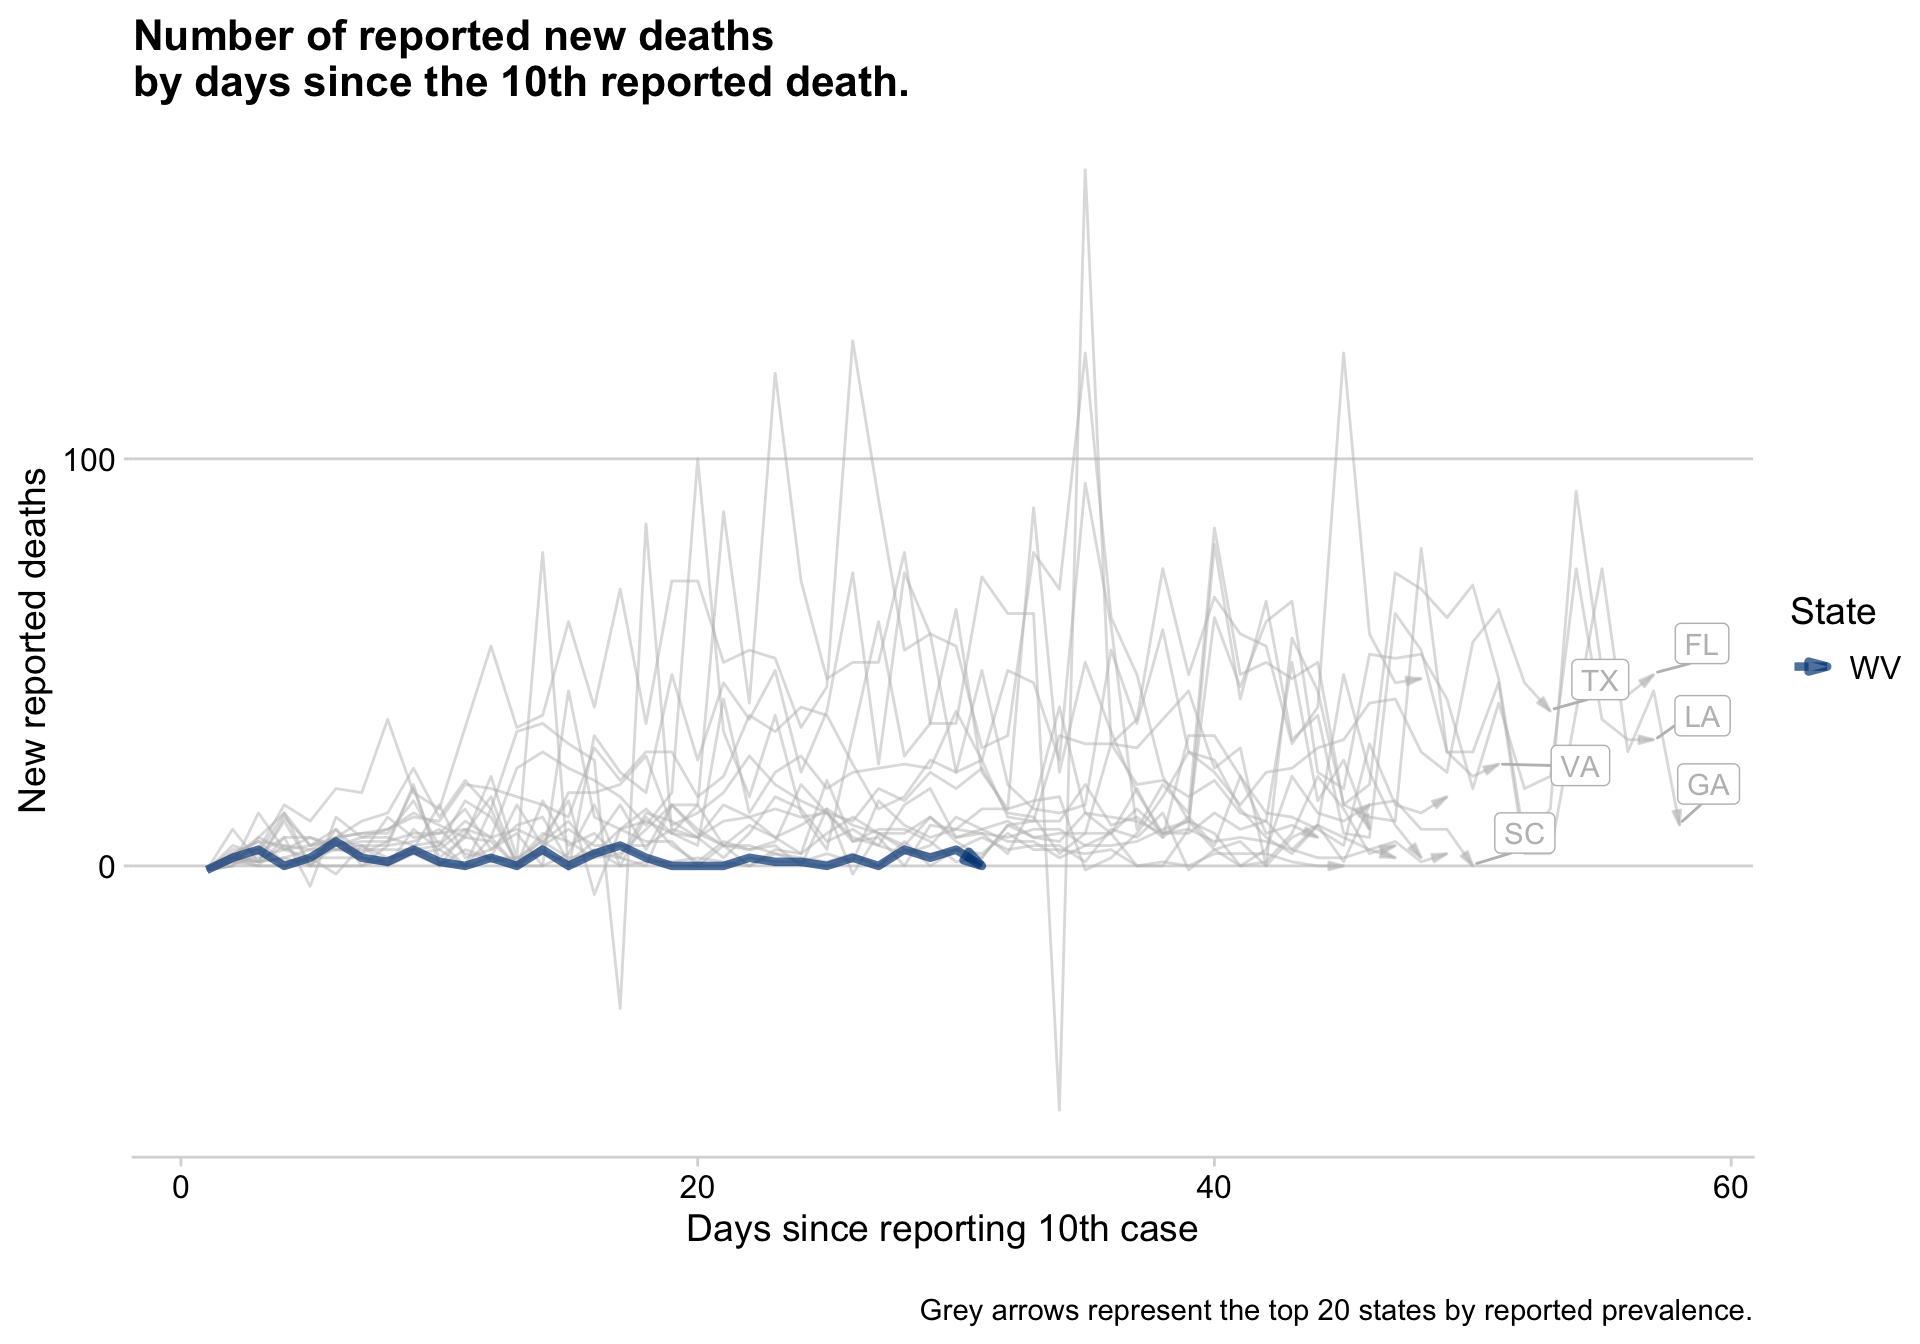 Number of reported new deaths
by days since the 10th reported death.
New reported deaths
100
0
FL
TX
LA
VA
GA
SC
State
WV
0
20
40
60
Days since reporting 10th case
Grey arrows represent the top 20 states by reported prevalence.